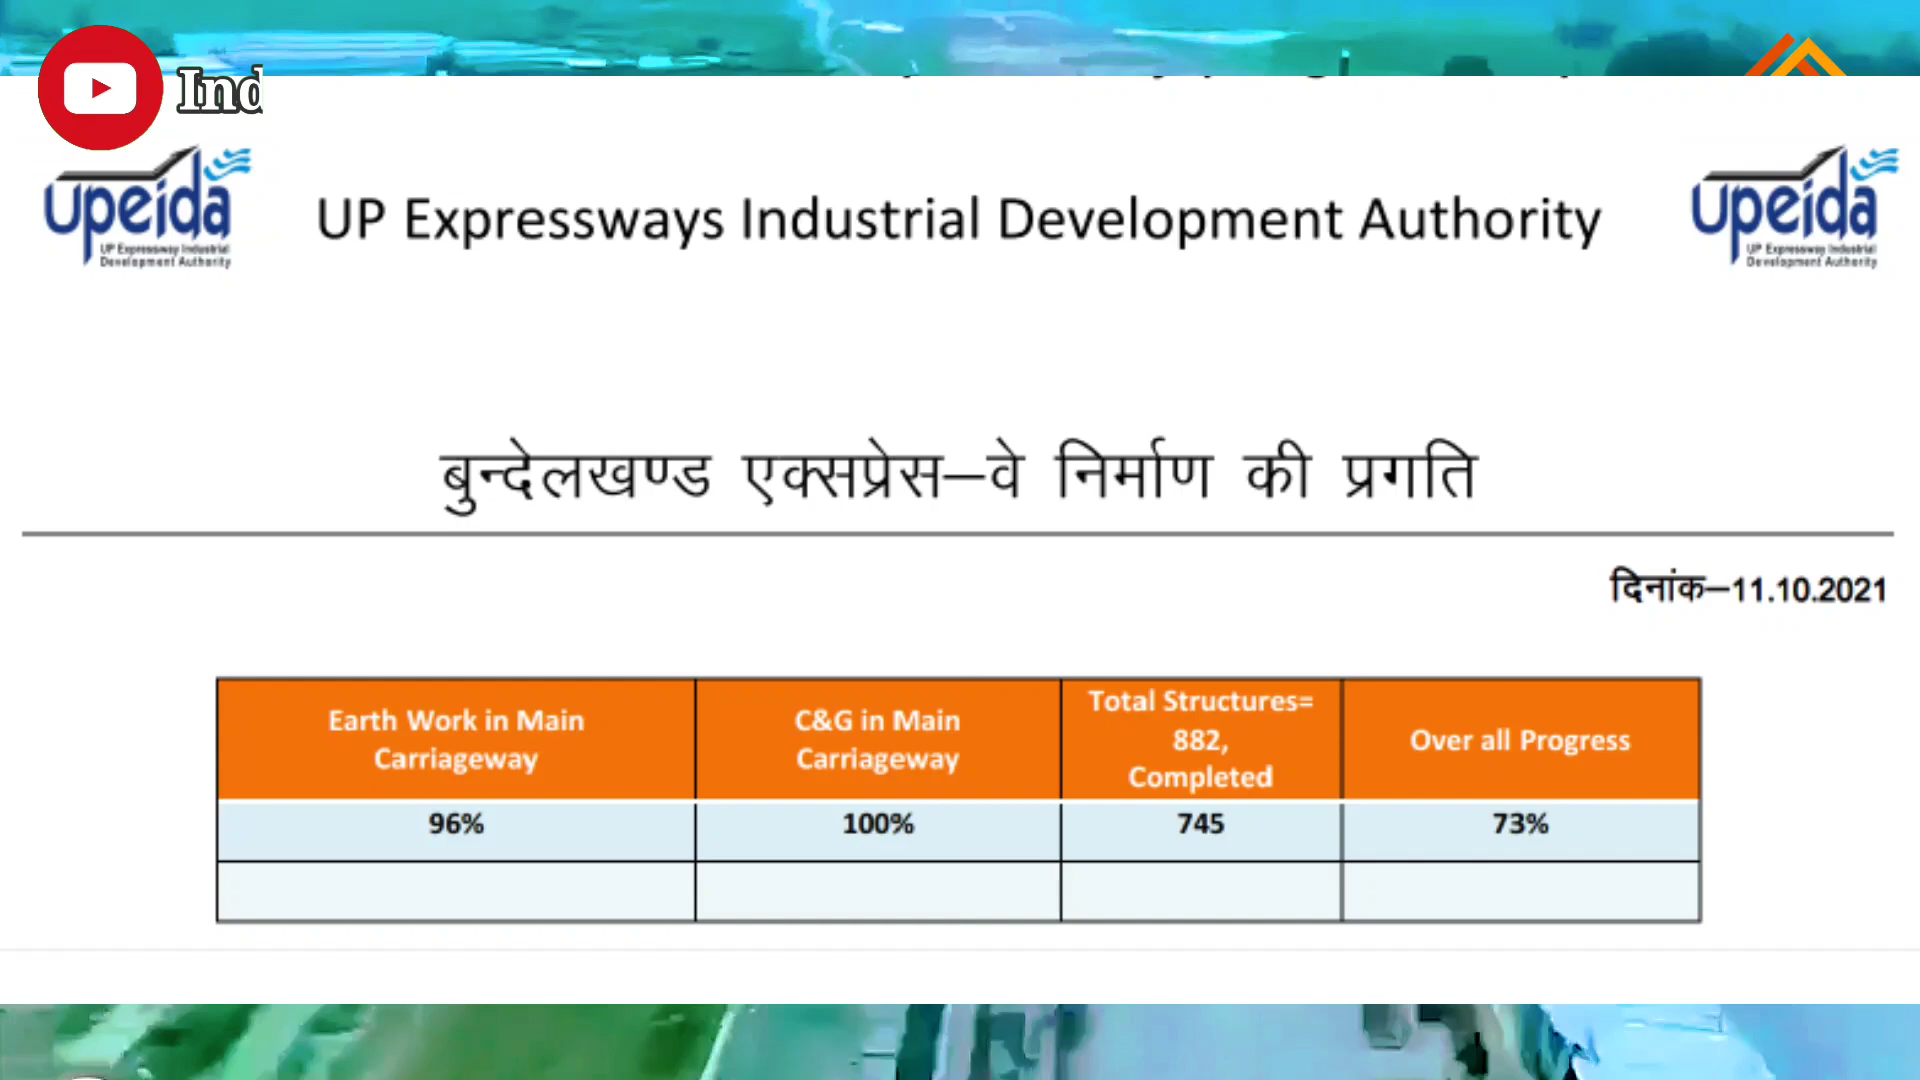 Ind
upeida
UP Expressway Industrial
Development Authority
UP Expressways Industrial Development Authority
upeida
UP Expressway Industrial
Development Authority
बुन्देलखण्ड एक्सप्रेस–वे निर्माण की प्रगति
दिनांक–11.10.2021
Earth Work in Main
Carriageway
C&G in Main
Carriageway
Total Structures=
882,
Completed
Over all Progress
96%
100%
745
73%